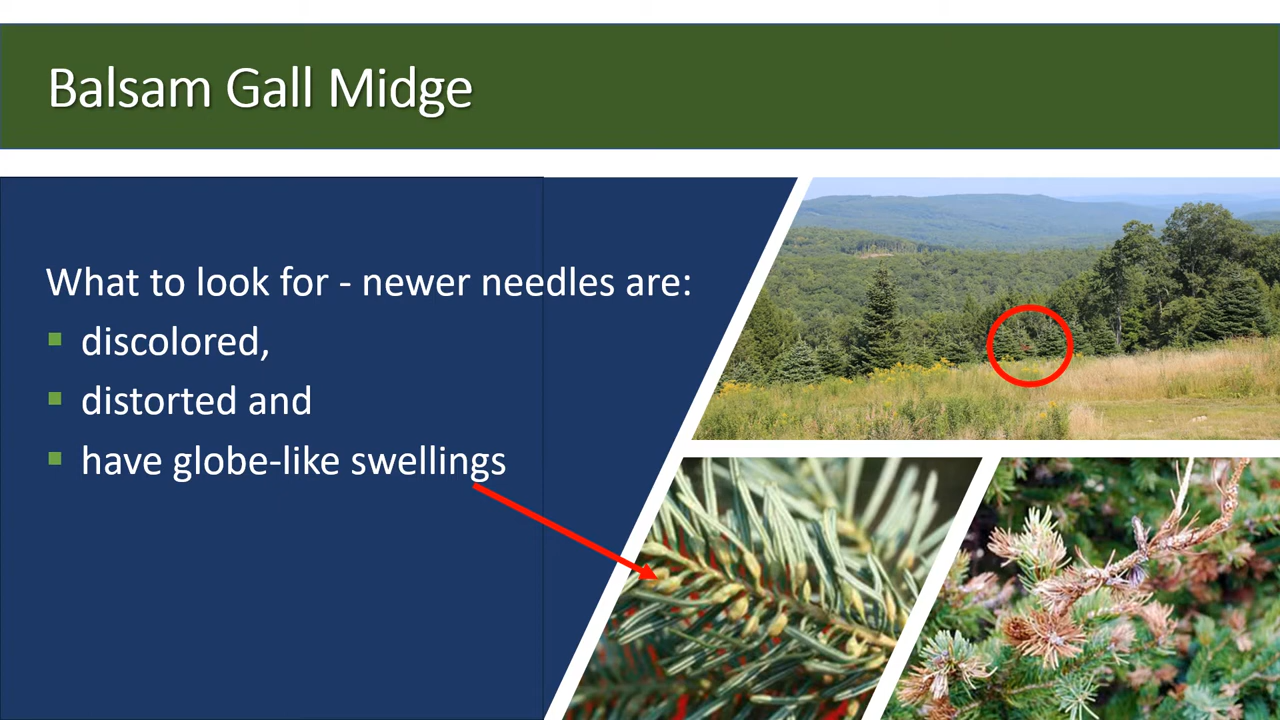 Balsam Gall Midge
What to look for - newer needles are:
discolored,
distorted and
have globe-like swellings